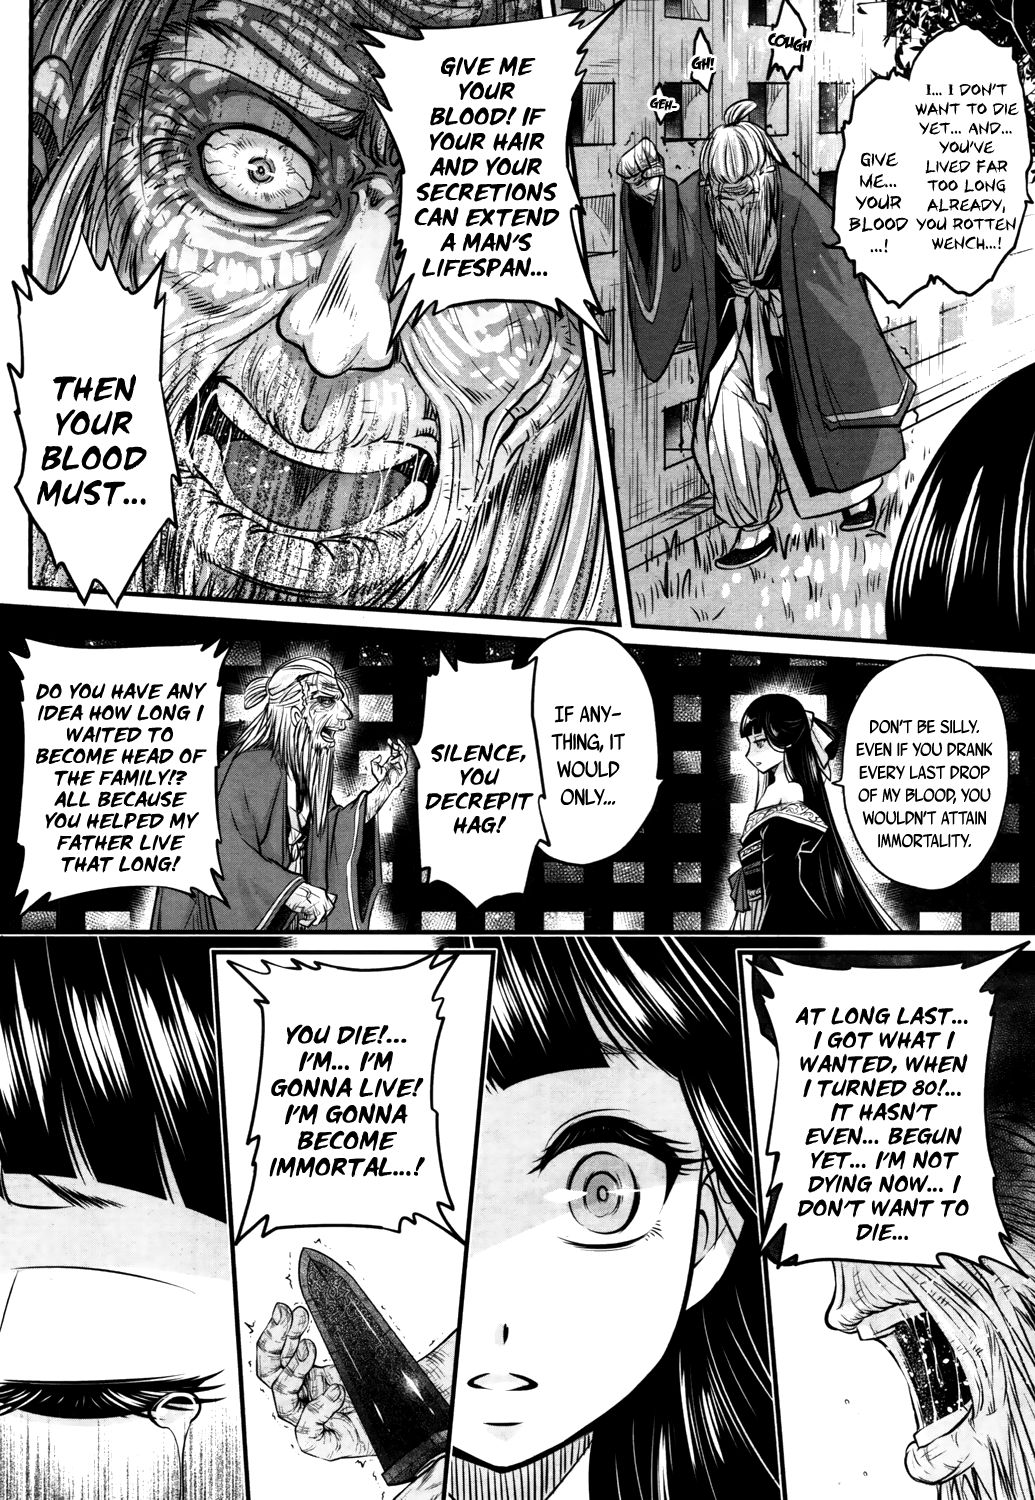 I... I DON'T
WANT TO DIE
YET... AND...
YOU'VE
LIVED FAR
TOO LONG
ALREADY,
YOU ROTTEN
WENCH...!
GIVE
ME...
YOUR
BLOOD
...!
COUGH
GH!
GEH-
GIVE ME
YOUR
BLOOD! IF
YOUR HAIR
AND YOUR
SECRETIONS
CAN EXTEND
A MAN'S
LIFESPAN...
THEN
YOUR
BLOOD
MUST...
DON'T BE SILLY.
EVEN IF YOU DRANK
EVERY LAST DROP
OF MY BLOOD, YOU
WOULDN'T ATTAIN
IMMORTALITY.
IF ANY-
THING, IT
WOULD
ONLY...
SILENCE,
YOU
DECREPIT
HAG!
DO YOU HAVE ANY
IDEA HOW LONG I
WAITED TO
BECOME HEAD OF
THE FAMILY!?
ALL BECAUSE
YOU HELPED MY
FATHER LIVE
THAT LONG!
AT LONG LAST...
I GOT WHAT I
WANTED, WHEN
I TURNED 80!...
IT HASN'T
EVEN... BEGUN
YET... I'M NOT
DYING NOW... I
DON'T WANT TO
DIE...
YOU DIE!...
I'M... I'M
GONNA LIVE!
I'M GONNA
BECOME
IMMORTAL...!